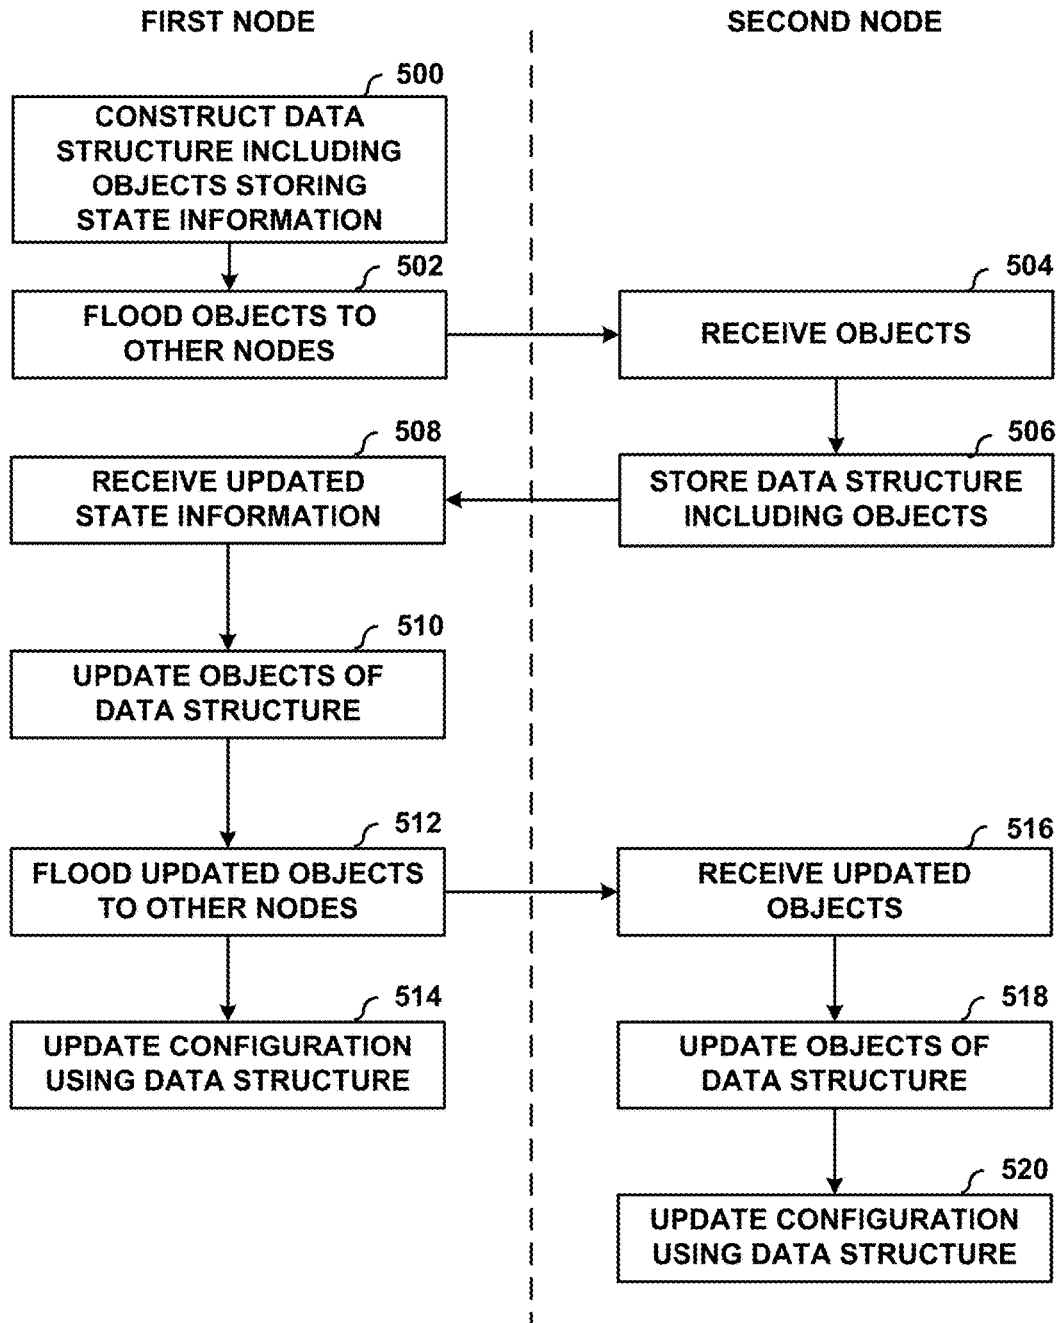 FIRST NODE
SECOND NODE
500
CONSTRUCT DATA
STRUCTURE INCLUDING
OBJECTS STORING
STATE INFORMATION
502
FLOOD OBJECTS TO
OTHER NODES
504
RECEIVE OBJECTS
506
STORE DATA STRUCTURE
INCLUDING OBJECTS
508
RECEIVE UPDATED
STATE INFORMATION
510
UPDATE OBJECTS OF
DATA STRUCTURE
512
FLOOD UPDATED OBJECTS
TO OTHER NODES
514
UPDATE CONFIGURATION
USING DATA STRUCTURE
516
RECEIVE UPDATED
OBJECTS
518
UPDATE OBJECTS OF
DATA STRUCTURE
520
UPDATE CONFIGURATION
USING DATA STRUCTURE